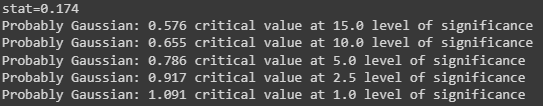 stat=0.174
Probably Gaussian: 0.576 critical value at 15.0 level of significance
Probably Gaussian: 0.655 critical value at 10.0 level of significance
Probably Gaussian: 0.786 critical value at 5.0 level of significance
Probably Gaussian: 0.917 critical value at 2.5 level of significance
Probably Gaussian: 1.091 critical value at 1.0 level of significance